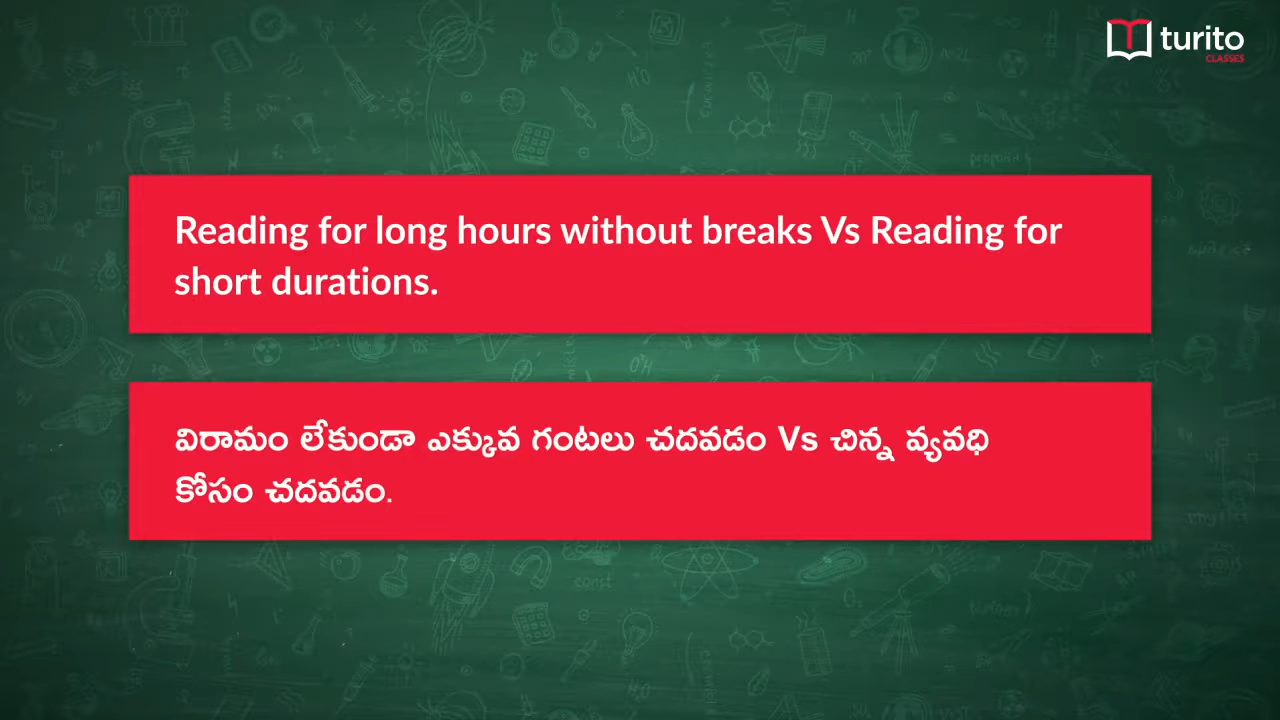 turito
CLASSES
Reading for long hours without breaks Vs Reading for
short durations.
విరామం లేకుండా ఎక్కువ గంటలు చదవడం Vs చిన్న వ్యవధి
కోసం చదవడం.
const